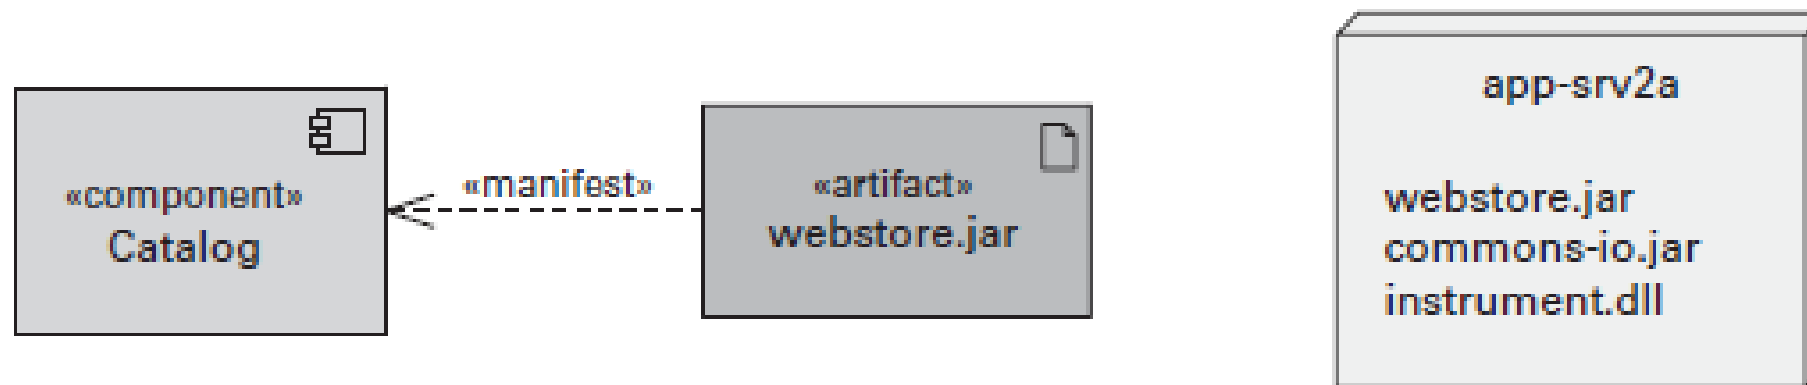 «component»
Catalog
«manifest»
«artifact»
webstore.jar
app-srv2a
webstore.jar
commons-io.jar
instrument.dll